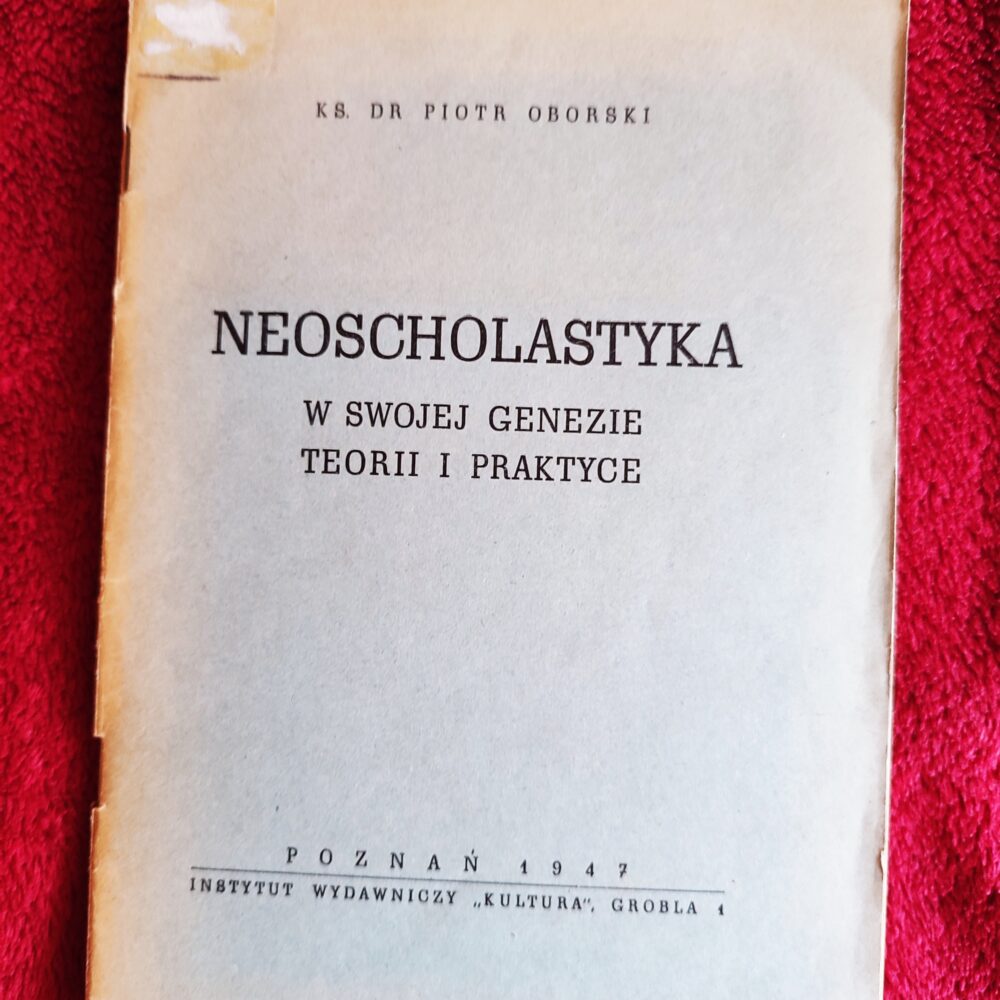 KS. DR PIOTR OBORSKI
NEOSCHOLASTYKA
W SWOJEJ GENEZIE
TEORII I PRAKTYCE
POZNAŃ 1947
INSTYTUT WYDAWNICZY „KULTURA", GROBLA 1